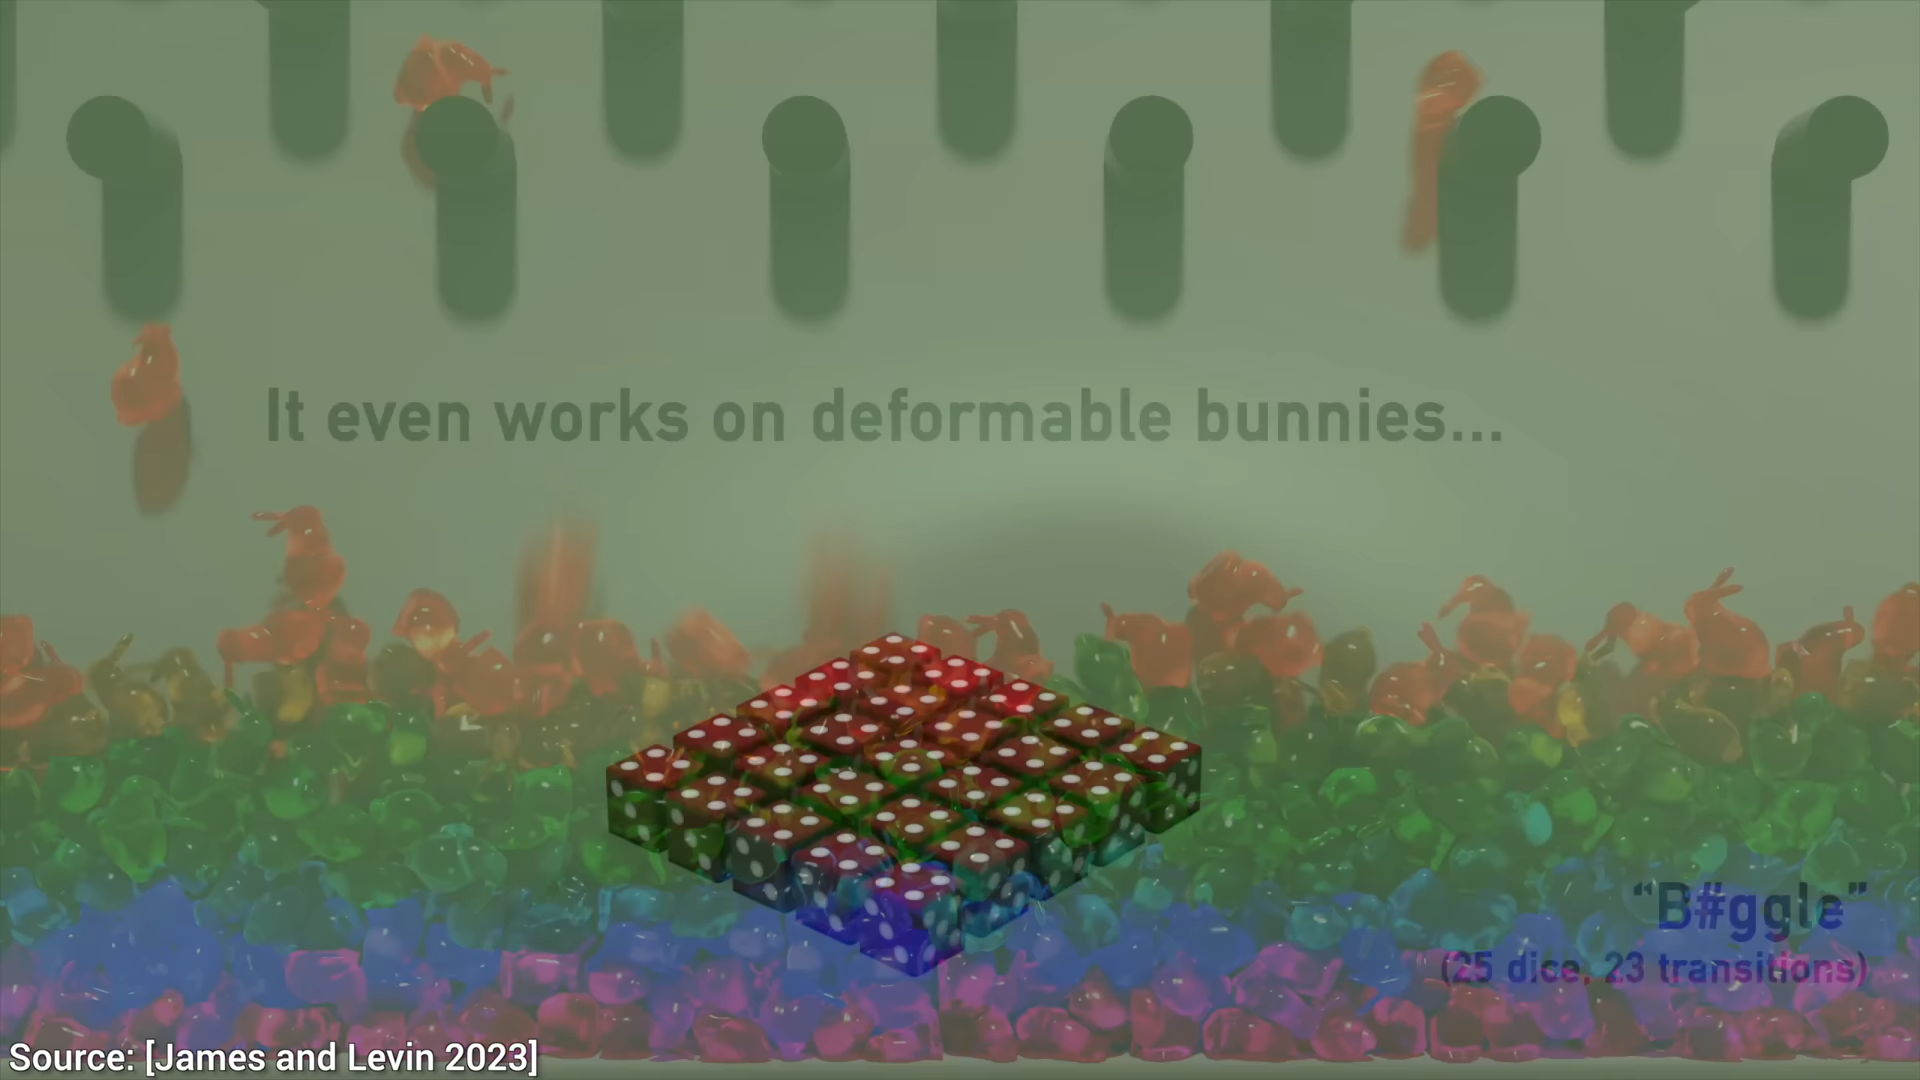 It even works on deformable bunnies...
“B#ggle”
(25 dice, 23 transitions)
Source: [James and Levin 2023]